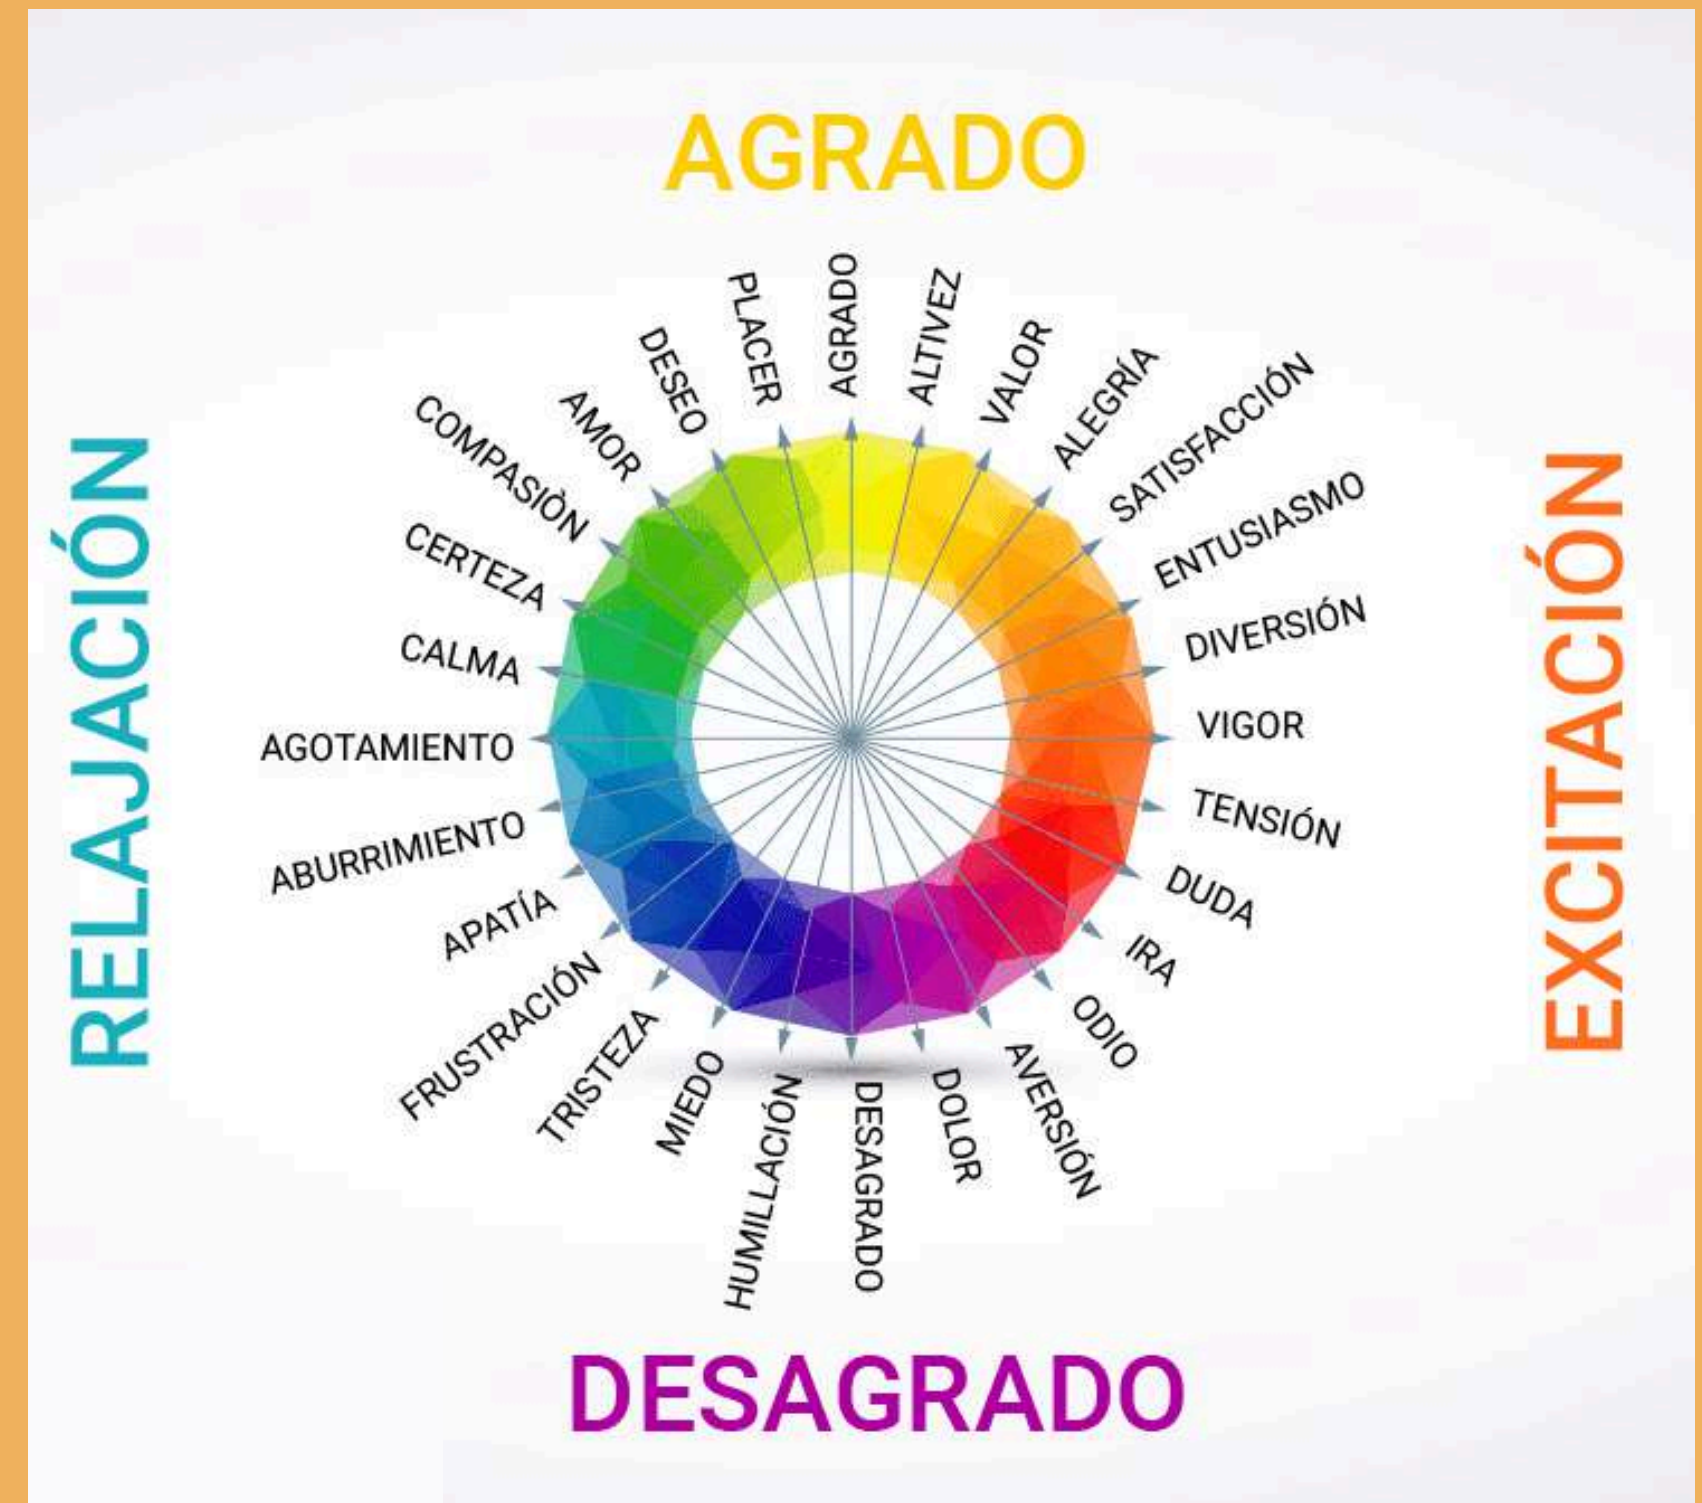 AGRADO
AGRADO
ALTIVEZ
VALOR
ALEGRÍA
SATISFACCIÓN
ENTUSIASMO
DIVERSIÓN
VIGOR
TENSIÓN
DUDA
IRA
ODIO
AVERSIÓN
DOLOR
DESAGRADO
HUMILLACIÓN
MIEDO
TRISTEZA
FRUSTRACIÓN
APATÍA
ABURRIMIENTO
AGOTAMIENTO
CALMA
CERTEZA
COMPASIÒN
AMOR
DESEO
PLACER
EXCITACIÓN
DESAGRADO
RELAJACIÓN